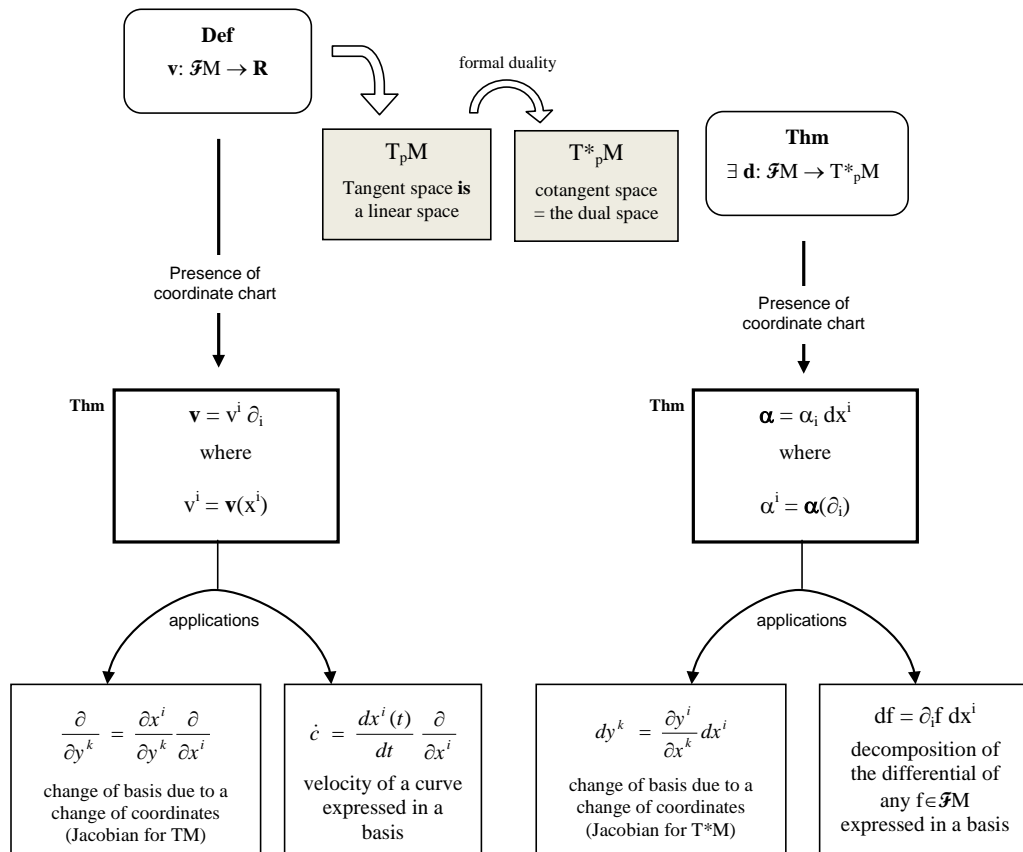 Def
v: ℱM → R
formal duality
TₚM
Tangent space is
a linear space
T*ₚM
cotangent space
= the dual space
Thm
∃ d: ℱM → T*ₚM
Presence of
coordinate chart
Presence of
coordinate chart
Thm
v = vⁱ ∂ᵢ
where
vⁱ = v(xⁱ)
Thm
α = αᵢ dxⁱ
where
αⁱ = α(∂ᵢ)
applications
applications
∂/∂yᵏ = ∂xⁱ/∂yᵏ ∂/∂xⁱ
change of basis due to a
change of coordinates
(Jacobian for TM)
ċ = dxⁱ(t)/dt ∂/∂xⁱ
velocity of a curve
expressed in a
basis
dyᵏ = ∂yⁱ/∂xᵏ dxⁱ
change of basis due to a
change of coordinates
(Jacobian for T*M)
df = ∂ᵢf dxⁱ
decomposition of
the differential of
any f∈ℱM
expressed in a basis